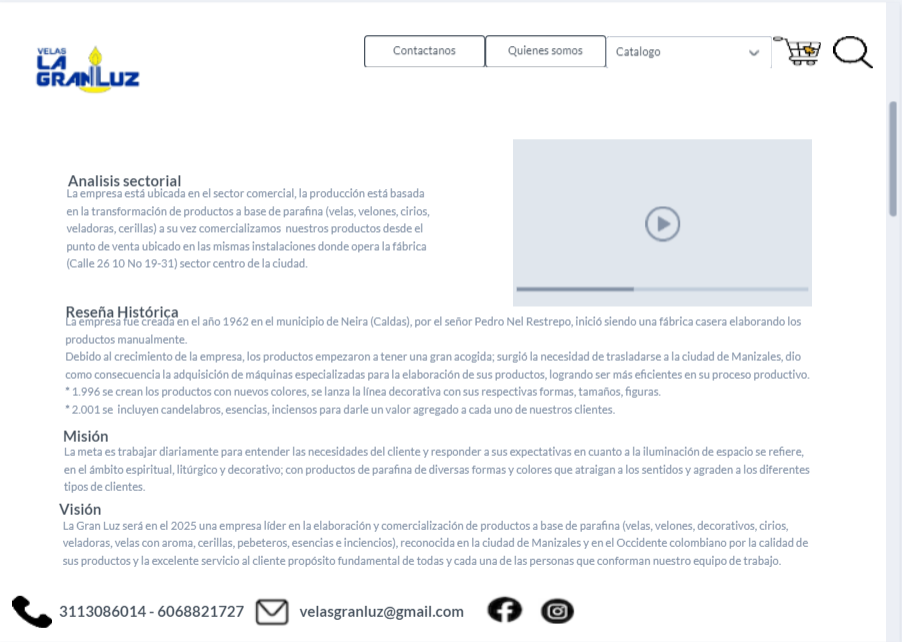 VELAS
LA
GRAN LUZ
Contactanos
Quienes somos
Catalogo
Analisis sectorial
La empresa está ubicada en el sector comercial, la producción está basada
en la transformación de productos a base de parafina (velas, velones, cirios,
veladoras, cerillas) a su vez comercializamos nuestros productos desde el
punto de venta ubicado en las mismas instalaciones donde opera la fábrica
(Calle 26 10 No 19-31) sector centro de la ciudad.
Reseña Histórica
La empresa fue creada en el año 1962 en el municipio de Neira (Caldas), por el señor Pedro Nel Restrepo, inició siendo una fábrica casera elaborando los
productos manualmente.
Debido al crecimiento de la empresa, los productos empezaron a tener una gran acogida; surgió la necesidad de trasladarse a la ciudad de Manizales, dio
como consecuencia la adquisición de máquinas especializadas para la elaboración de sus productos, logrando ser más eficientes en su proceso productivo.
* 1.996 se crean los productos con nuevos colores, se lanza la línea decorativa con sus respectivas formas, tamaños, figuras.
* 2.001 se incluyen candelabros, esencias, inciensos para darle un valor agregado a cada uno de nuestros clientes.
Misión
La meta es trabajar diariamente para entender las necesidades del cliente y responder a sus expectativas en cuanto a la iluminación de espacio se refiere,
en el ámbito espiritual, litúrgico y decorativo; con productos de parafina de diversas formas y colores que atraigan a los sentidos y agraden a los diferentes
tipos de clientes.
Visión
La Gran Luz será en el 2025 una empresa líder en la elaboración y comercialización de productos a base de parafina (velas, velones, decorativos, cirios,
veladoras, velas con aroma, cerillas, pebeteros, esencias e inciencios), reconocida en la ciudad de Manizales y en el Occidente colombiano por la calidad de
sus productos y la excelente servicio al cliente propósito fundamental de todas y cada una de las personas que conforman nuestro equipo de trabajo.
3113086014 - 6068821727
velasgranluz@gmail.com